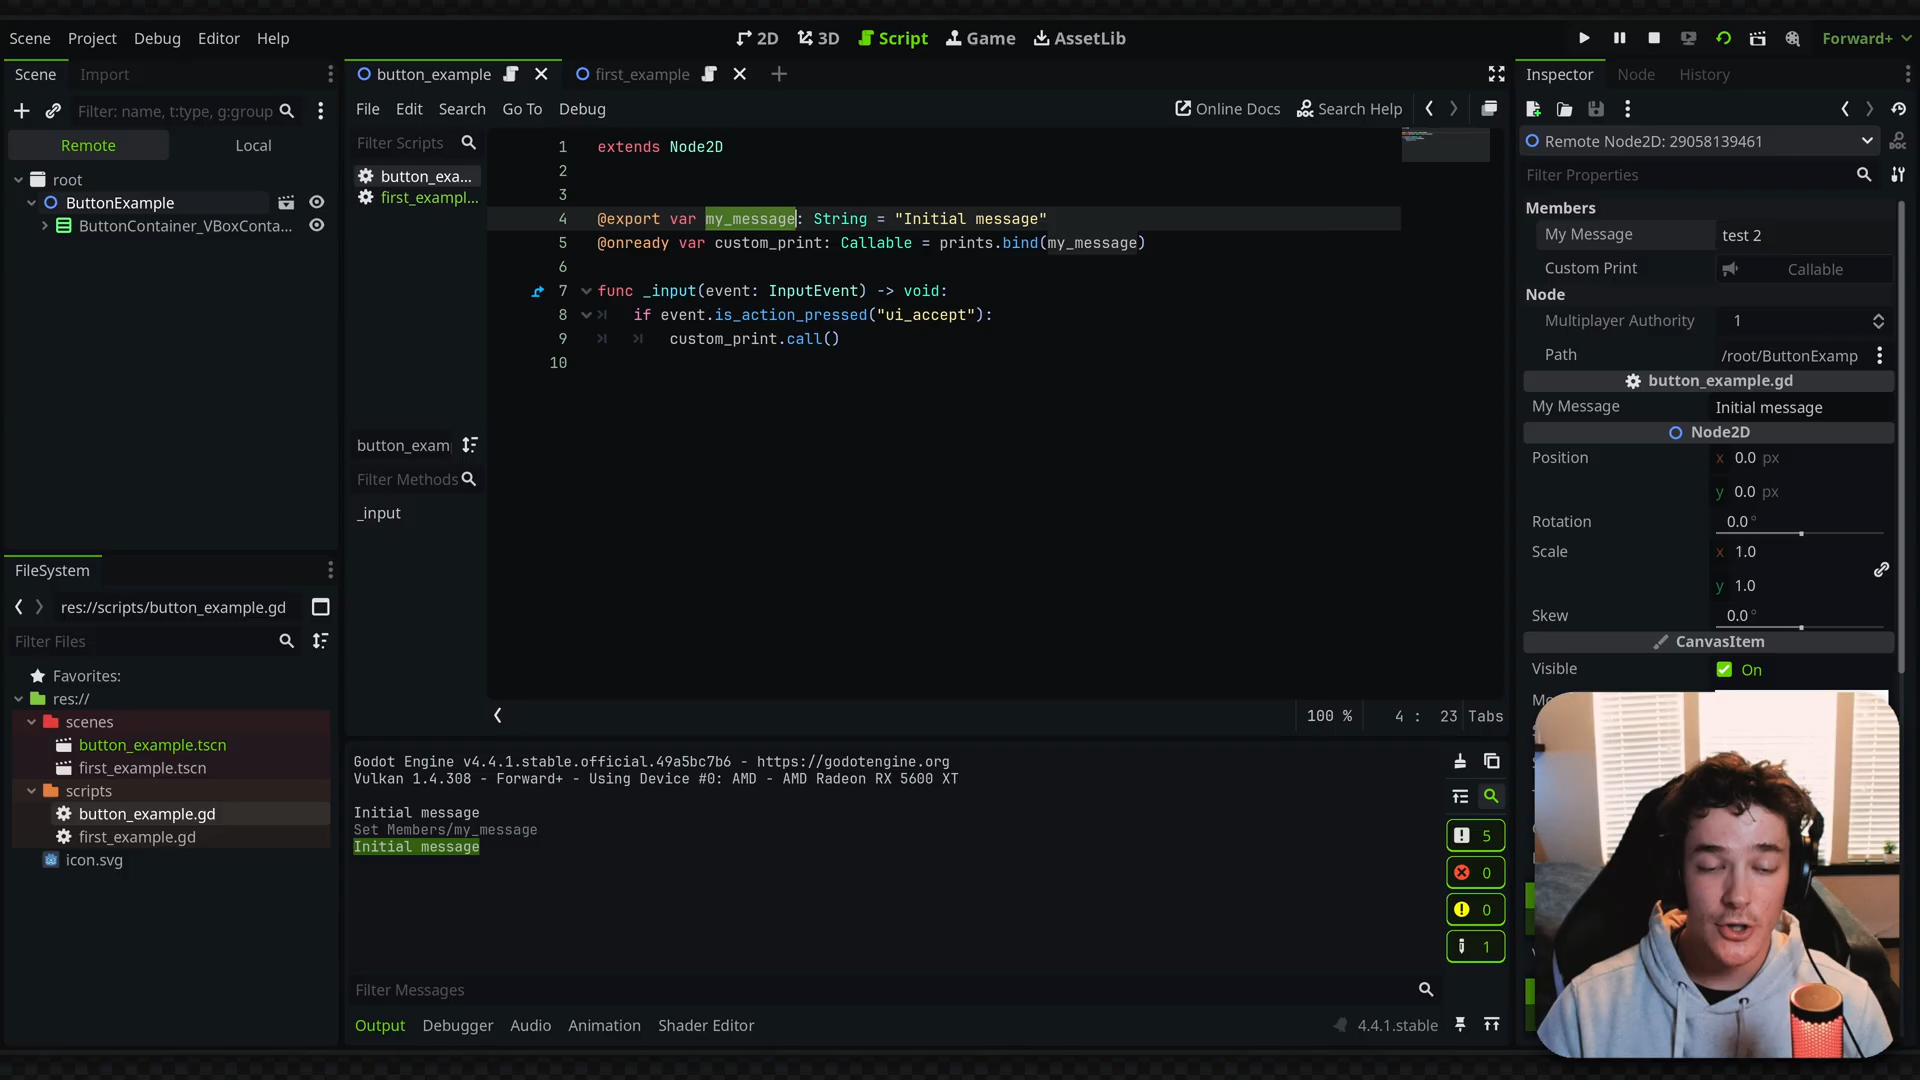 Scene Project Debug Editor Help
2D 3D Script Game AssetLib
Forward+
Scene Import
Filter: name, t:type, g:group
Remote Local
root
ButtonExample
ButtonContainer_VBoxConta...
FileSystem
res://scripts/button_example.gd
Filter Files
Favorites:
res://
scenes
button_example.tscn
first_example.tscn
scripts
button_example.gd
first_example.gd
icon.svg
button_example first_example
File Edit Search Go To Debug
Online Docs Search Help
Filter Scripts
button_exa...
first_exampl...
button_examp
Filter Methods
_input
1 extends Node2D
2
3
4 @export var my_message: String = "Initial message"
5 @onready var custom_print: Callable = prints.bind(my_message)
6
7 func _input(event: InputEvent) -> void:
8 if event.is_action_pressed("ui_accept"):
9 custom_print.call()
10
100 % 4 : 23 Tabs
Godot Engine v4.4.1.stable.official.49a5bc7b6 - https://godotengine.org
Vulkan 1.4.308 - Forward+ - Using Device #0: AMD - AMD Radeon RX 5600 XT
Initial message
Set Members/my_message
Initial message
5
0
0
1
Filter Messages
Output Debugger Audio Animation Shader Editor
4.4.1.stable
Inspector Node History
Remote Node2D: 29058139461
Filter Properties
Members
My Message test 2
Custom Print Callable
Node
Multiplayer Authority 1
Path /root/ButtonExamp
button_example.gd
My Message Initial message
Node2D
Position x 0.0 px
y 0.0 px
Rotation 0.0 °
Scale x 1.0
y 1.0
Skew 0.0 °
CanvasItem
Visible On